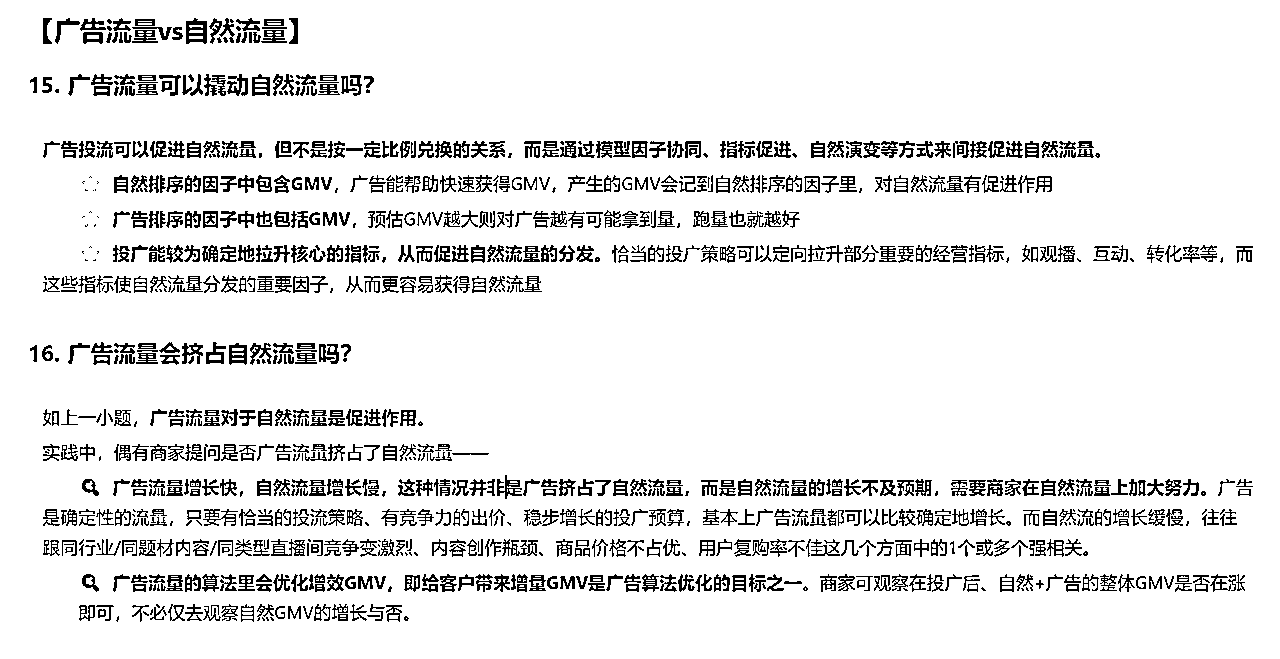 【广告流量vs自然流量】
15. 广告流量可以撬动自然流量吗？
广告投流可以促进自然流量，但不是按一定比例兑换的关系，而是通过模型因子协同、指标促进、自然演变等方式来间接促进自然流量。
自然排序的因子中包含GMV，广告能帮助快速获得GMV，产生的GMV会记到自然排序的因子里，对自然流量有促进作用
广告排序的因子中也包括GMV，预估GMV越大则对广告越有可能拿到量，跑量也就越好
投广能较为确定地拉升核心的指标，从而促进自然流量的分发。恰当的投广策略可以定向拉升部分重要的经营指标，如观播、互动、转化率等，而
这些指标使自然流量分发的重要因子，从而更容易获得自然流量
16. 广告流量会挤占自然流量吗？
如上一小题，广告流量对于自然流量是促进作用。
实践中，偶有商家提问是否广告流量挤占了自然流量——
广告流量增长快，自然流量增长慢，这种情况并非是广告挤占了自然流量，而是自然流量的增长不及预期，需要商家在自然流量上加大努力。广告
是确定性的流量，只要有恰当的投流策略、有竞争力的出价、稳步增长的投广预算，基本上广告流量都可以比较确定地增长。而自然流的增长缓慢，往往
跟同行业/同题材内容/同类型直播间竞争变激烈、内容创作瓶颈、商品价格不占优、用户复购率不佳这几个方面中的1个或多个强相关。
广告流量的算法里会优化增效GMV，即给客户带来增量GMV是广告算法优化的目标之一。商家可观察在投广后、自然+广告的整体GMV是否在涨
即可，不必仅去观察自然GMV的增长与否。